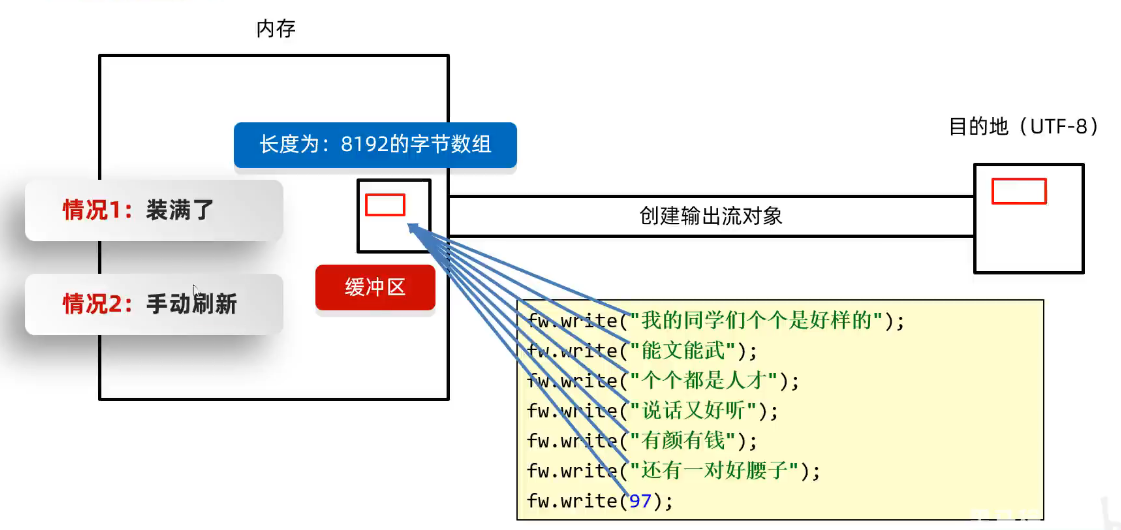 内存
长度为：8192的字节数组
目的地（UTF-8）
情况1：装满了
创建输出流对象
缓冲区
情况2：手动刷新
fw.write("我的同学们个个是好样的");
fw.write("能文能武");
fw.write("个个都是人才");
fw.write("说话又好听");
fw.write("有颜有钱");
fw.write("还有一对好腰子");
fw.write(97);